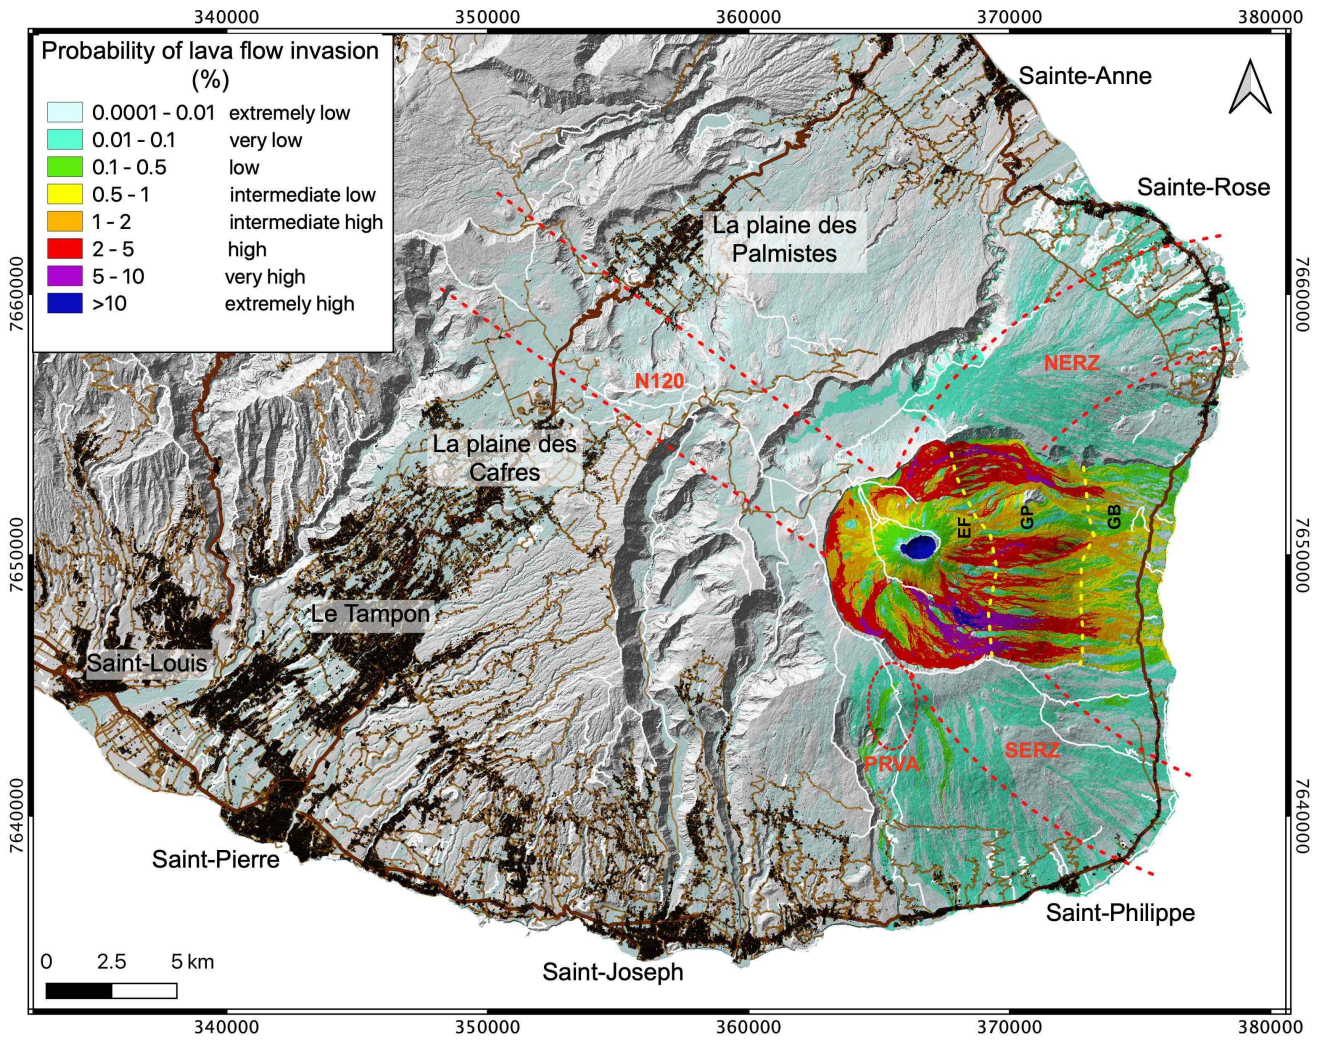 340000
350000
360000
370000
380000
Probability of lava flow invasion
(%)
0.0001 - 0.01 extremely low
0.01 - 0.1 very low
0.1 - 0.5 low
0.5 - 1 intermediate low
1 - 2 intermediate high
2 - 5 high
5 - 10 very high
>10 extremely high
Sainte-Anne
Sainte-Rose
La plaine des
Palmistes
7660000
7660000
NERZ
N120
La plaine des
Cafres
EF
GP
GB
7650000
7650000
Le Tampon
Saint-Louis
PRVA
SERZ
7640000
7640000
Saint-Pierre
Saint-Philippe
Saint-Joseph
0 2.5 5 km
340000
350000
360000
370000
380000